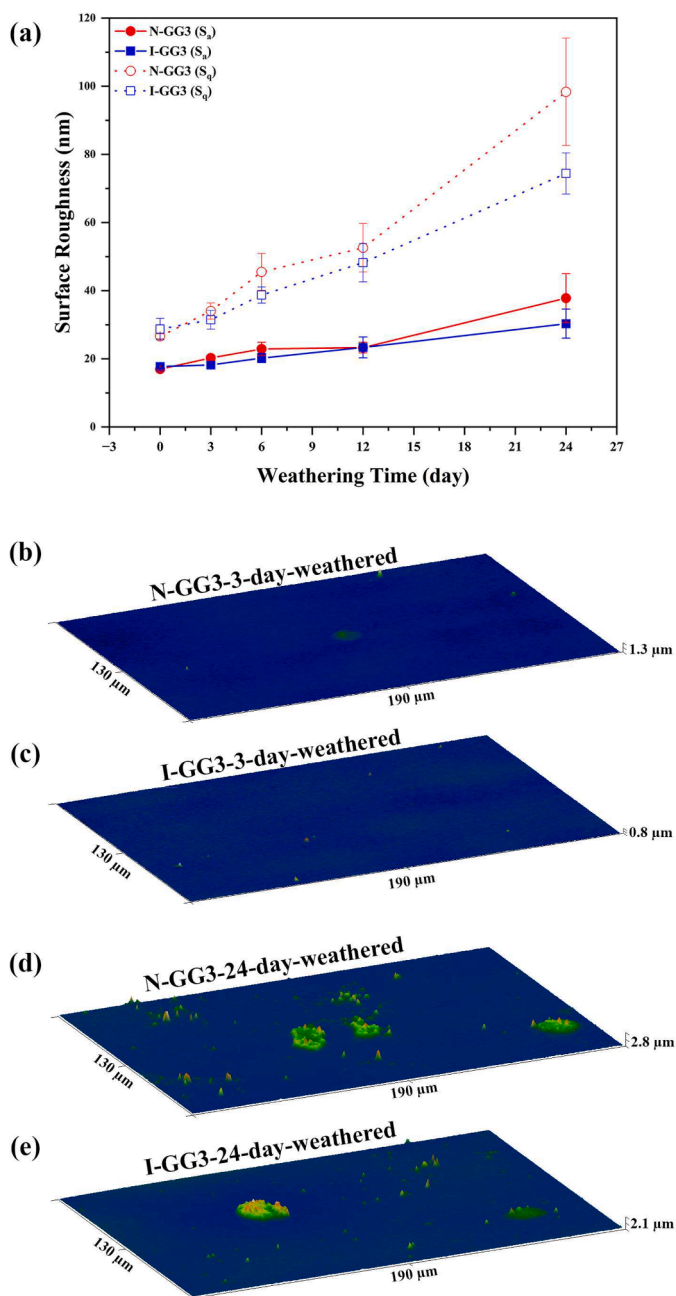 (a)
120
100
80
60
40
20
0
Surface Roughness (nm)
N-GG3 (Sa)
I-GG3 (Sa)
N-GG3 (Sq)
I-GG3 (Sq)
−3 0 3 6 9 12 15 18 21 24 27
Weathering Time (day)
(b)
N-GG3-3-day-weathered
130 µm
190 µm
1.3 µm
(c)
I-GG3-3-day-weathered
130 µm
190 µm
0.8 µm
(d)
N-GG3-24-day-weathered
130 µm
190 µm
2.8 µm
(e)
I-GG3-24-day-weathered
130 µm
190 µm
2.1 µm